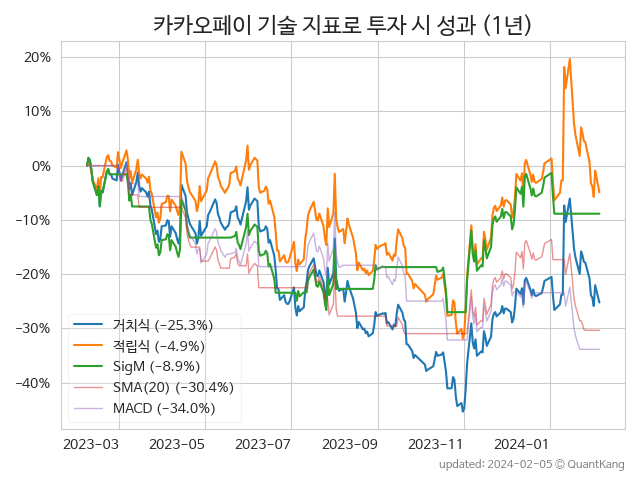 카카오페이 기술 지표로 투자 시 성과 (1년)
20%
10%
0%
−10%
−20%
−30%
−40%
거치식 (−25.3%)
적립식 (−4.9%)
SigM (−8.9%)
SMA(20) (−30.4%)
MACD (−34.0%)
2023−03
2023−05
2023−07
2023−09
2023−11
2024−01
updated: 2024−02−05 © QuantKang